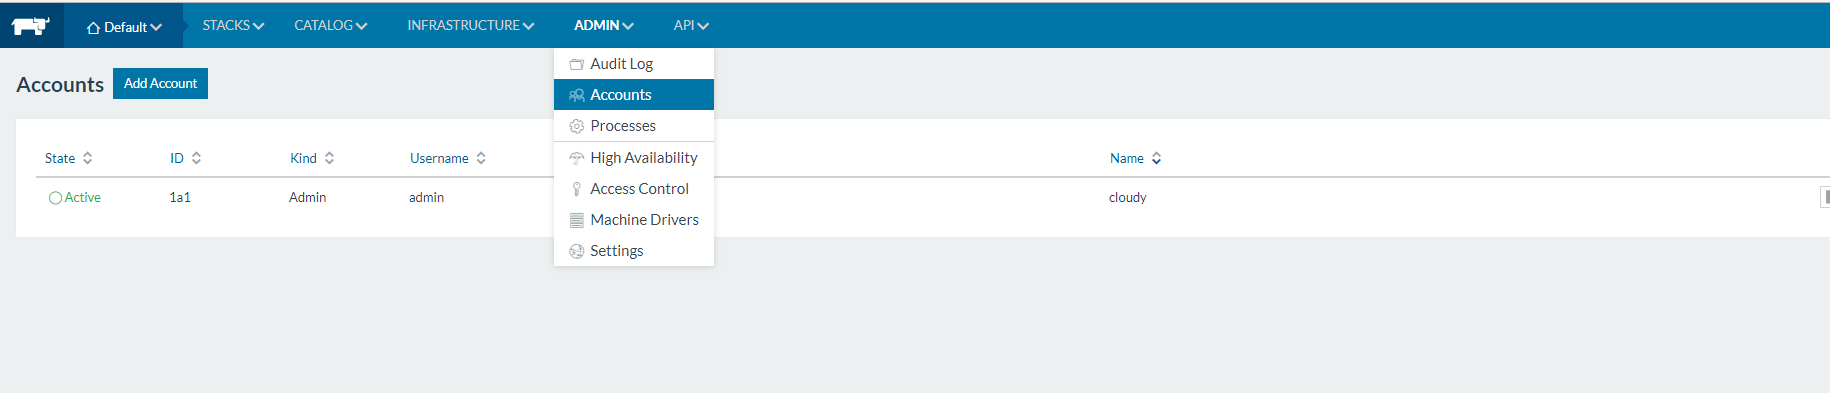 Default STACKS CATALOG INFRASTRUCTURE ADMIN API
Accounts Add Account
Audit Log
Accounts
Processes
High Availability
Access Control
Machine Drivers
Settings
State ID Kind Username Name
Active 1a1 Admin admin cloudy